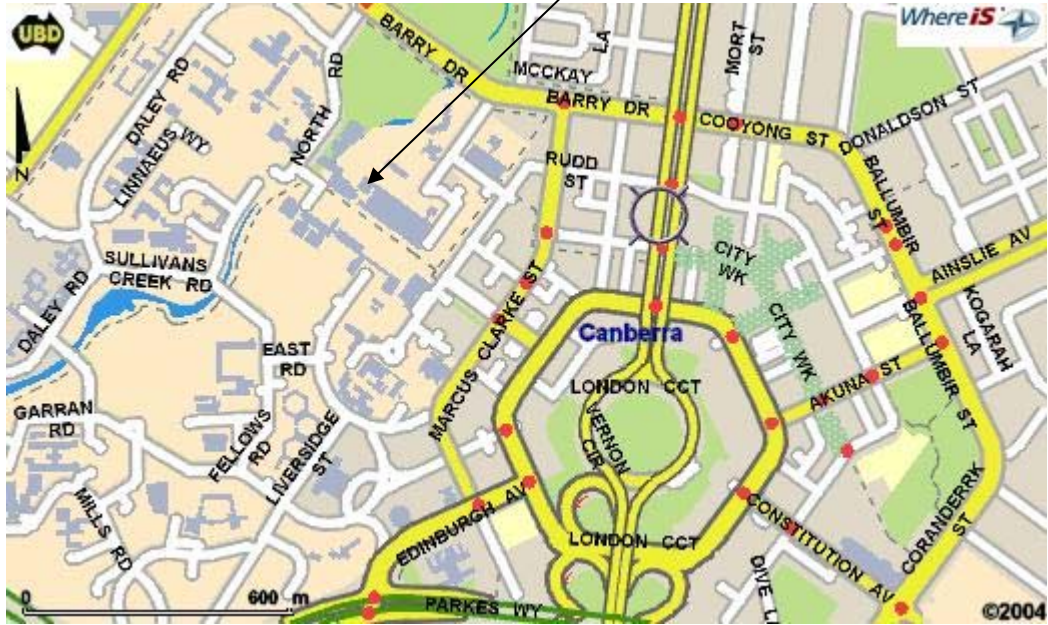 UBD
WhereiS
BARRY DR
LA
MORT ST
MCCKAY
BARRY DR
COOYONG ST
DONALDSON ST
DALEY RD
LINNAEUS WY
NORTH RD
N
RUDD ST
BALLUMBIR ST
AINSLIE AV
CITY WK
SULLIVANS CREEK RD
DALEY RD
MARCUS CLARKE ST
Canberra
CITY WK
BALLUMBIR ST
KOGARAH LA
EAST RD
LONDON CCT
AKUNA ST
GARRAN RD
FELLOWS RD
LIVERSIDGE ST
VERNON CIR
MILLS RD
EDINBURGH AV
LONDON CCT
CONSTITUTION AV
CORANDERRK ST
DIVE LA
0 600 m
PARKES WY
©2004